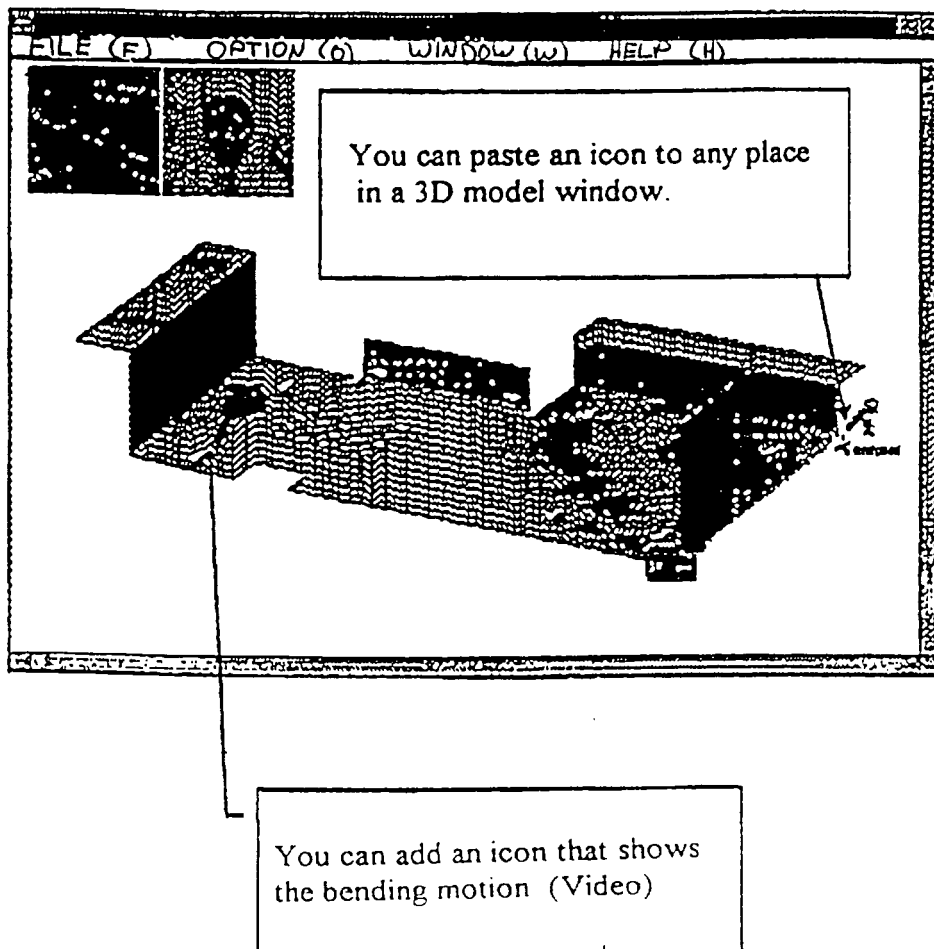 FILE (F) OPTION (O) WINDOW (W) HELP (H)
You can paste an icon to any place
in a 3D model window.
You can add an icon that shows
the bending motion (Video)